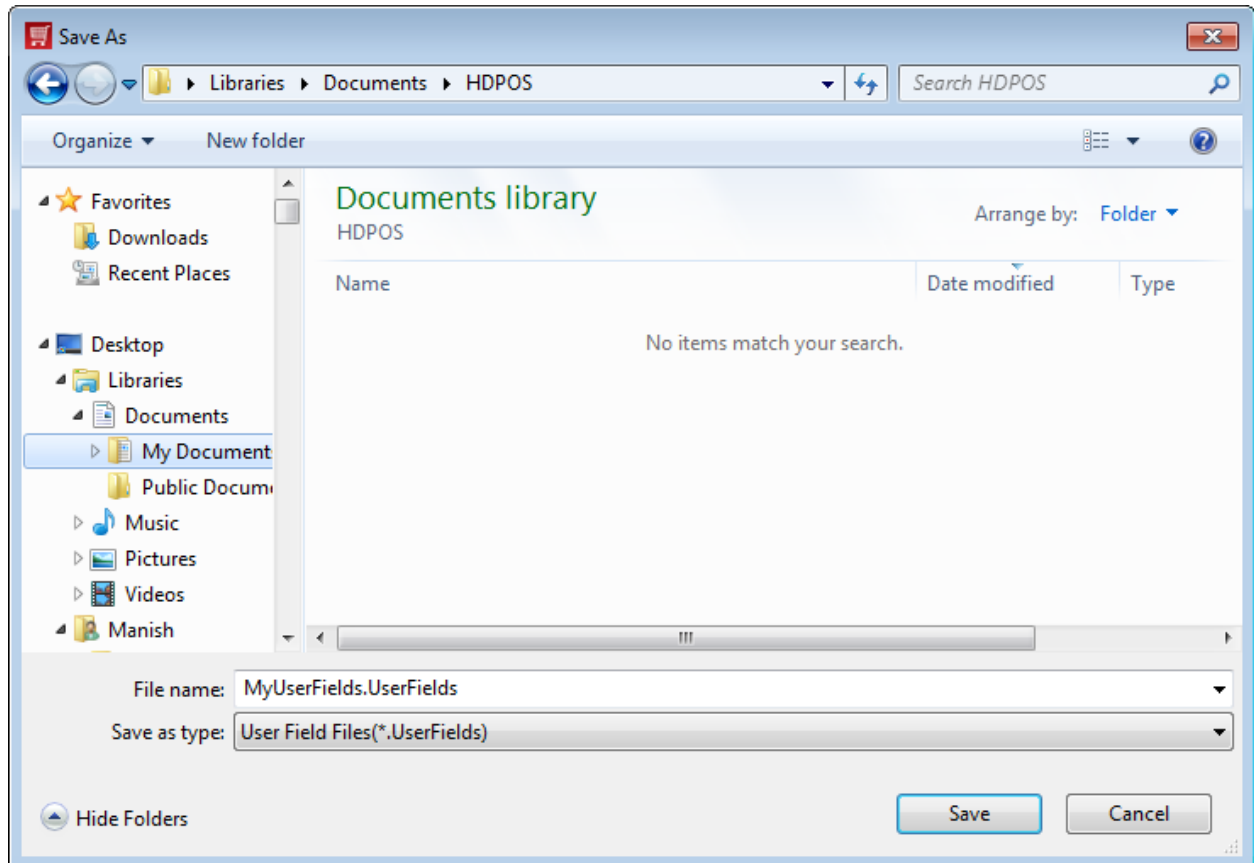 Save As
Libraries Documents HDPOS
Search HDPOS
Organize
New folder
Favorites
Downloads
Recent Places
Desktop
Libraries
Documents
My Document
Public Docum
Music
Pictures
Videos
Manish
Documents library
HDPOS
Arrange by: Folder
Name Date modified Type
No items match your search.
File name: MyUserFields.UserFields
Save as type: User Field Files(*.UserFields)
Hide Folders
Save
Cancel